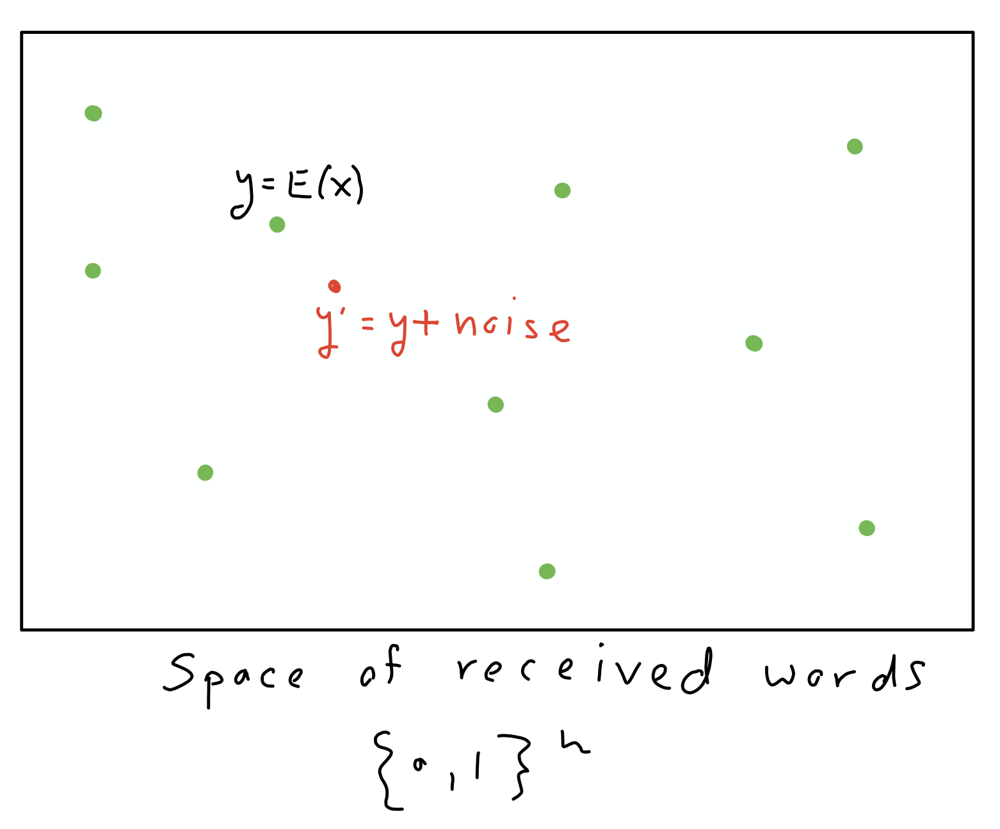 y = E(x)
y' = y + noise
Space of received words
{0,1}^n